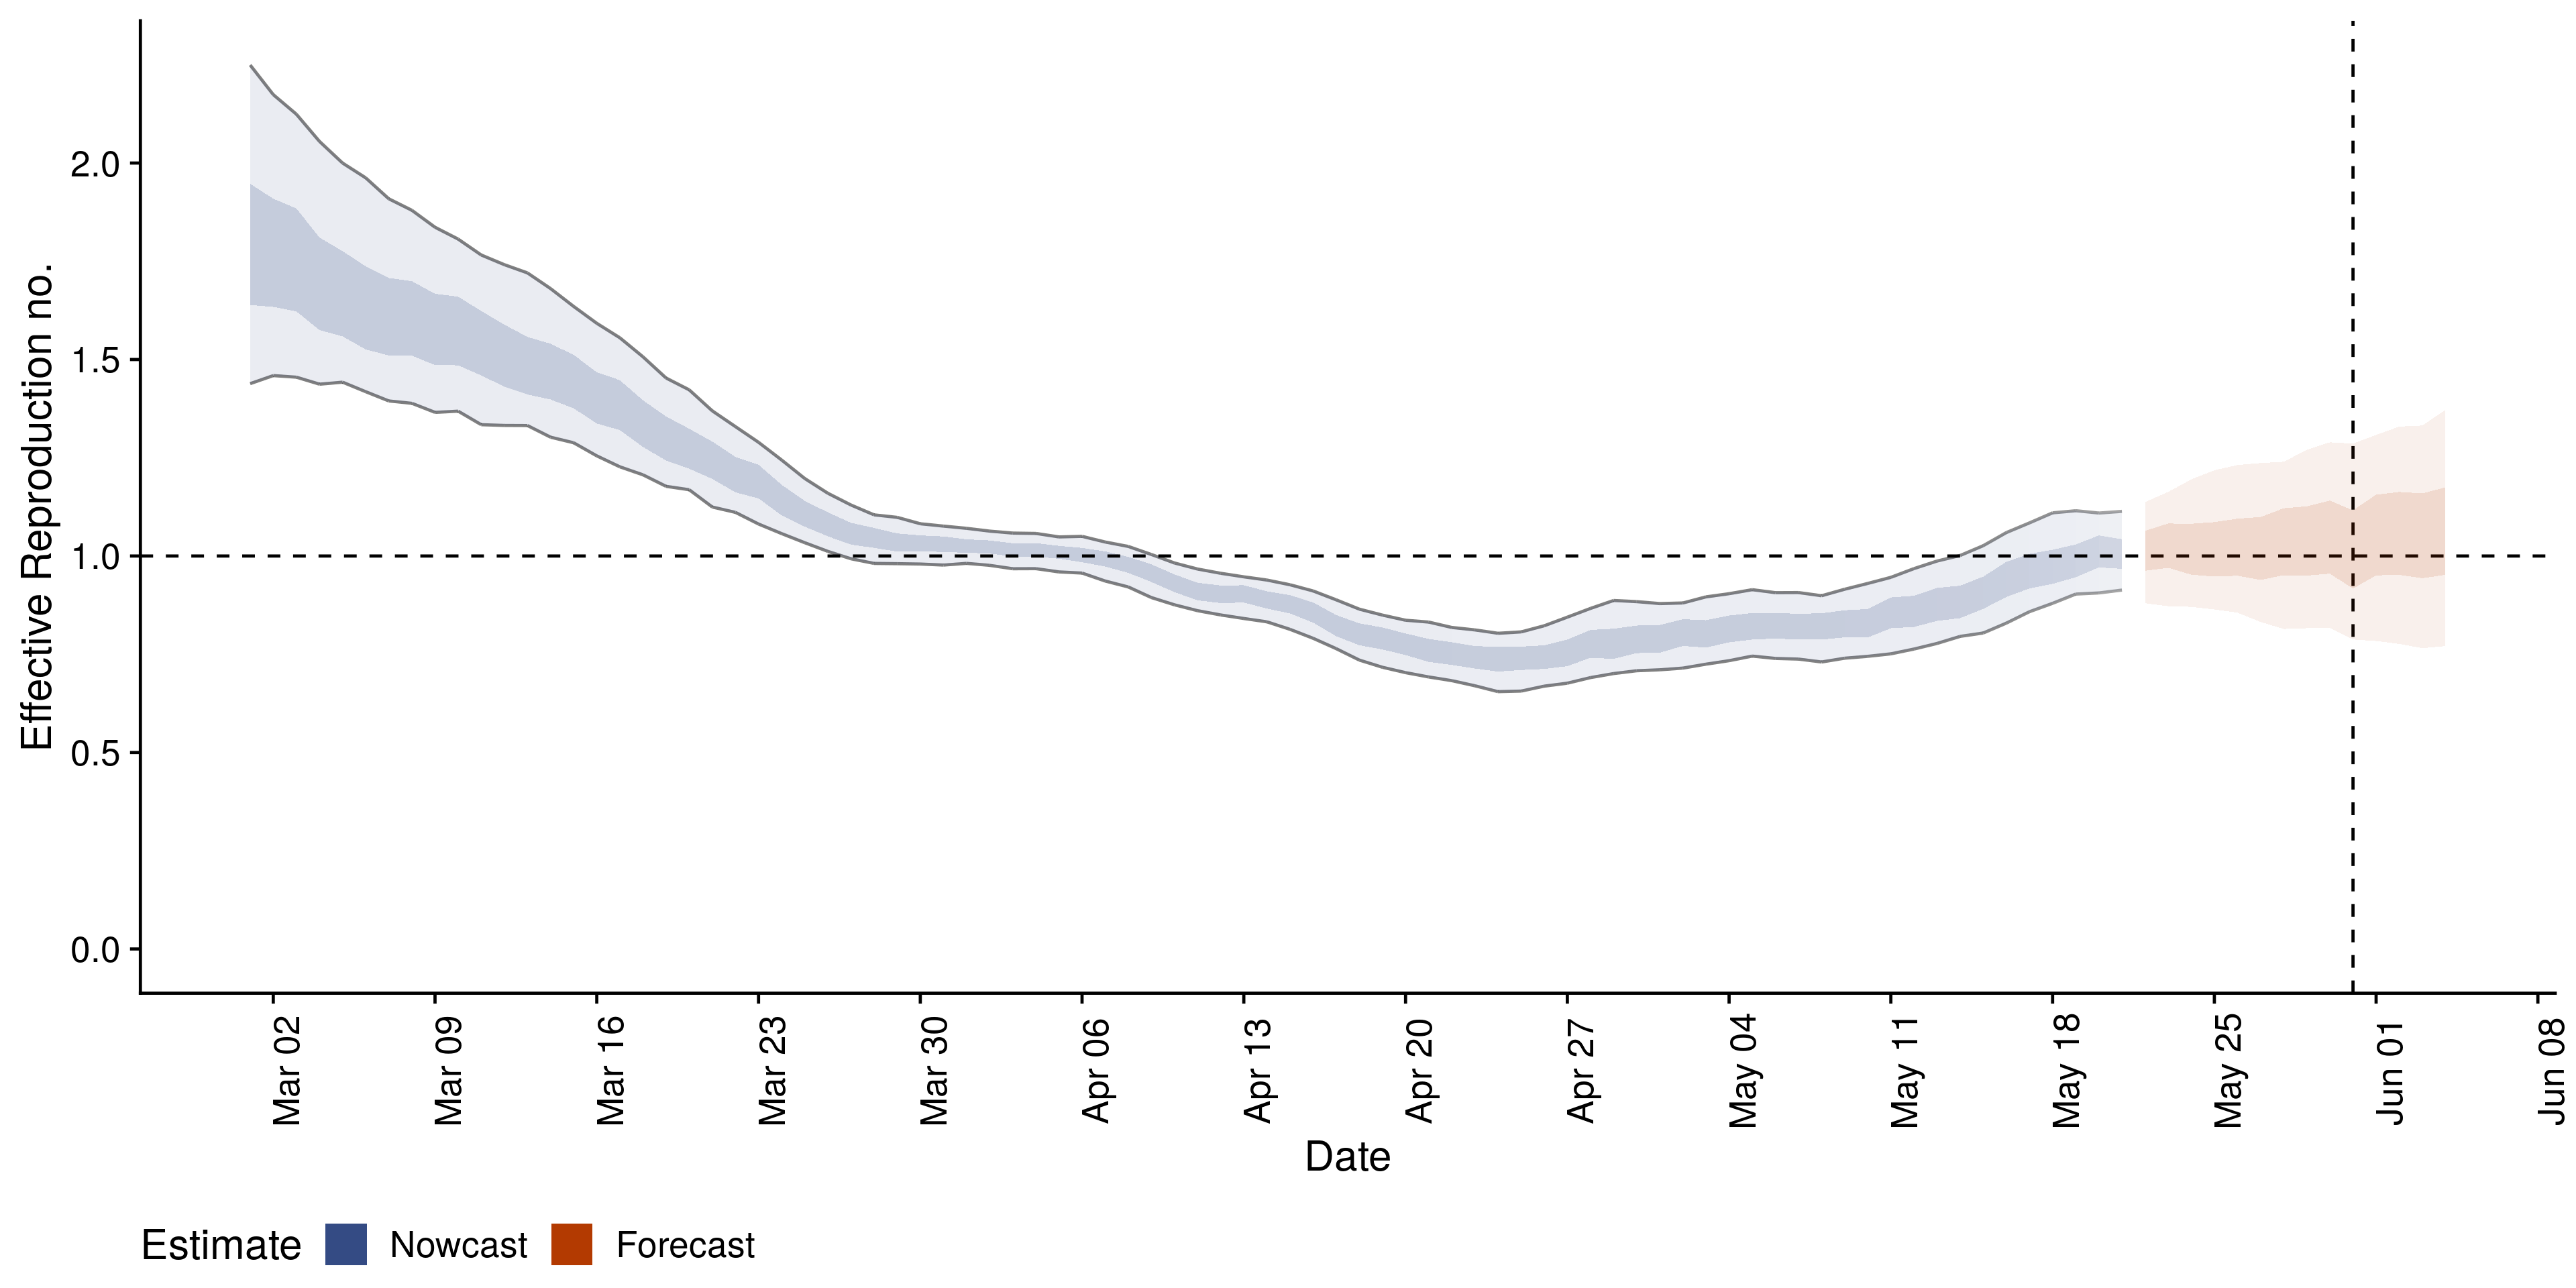 Effective Reproduction no.
2.0
1.5
1.0
0.5
0.0
Mar 02
Mar 09
Mar 16
Mar 23
Mar 30
Apr 06
Apr 13
Apr 20
Apr 27
May 04
May 11
May 18
May 25
Jun 01
Jun 08
Date
Estimate Nowcast Forecast